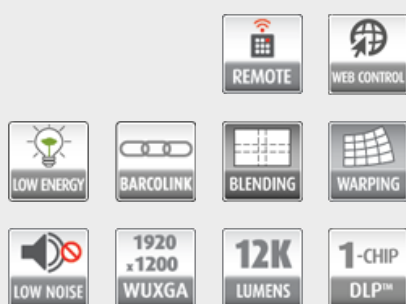 REMOTE
WEB CONTROL
LOW ENERGY
BARCOLINK
BLENDING
WARPING
LOW NOISE
1920
x1200
WUXGA
12K
LUMENS
1-CHIP
DLP™